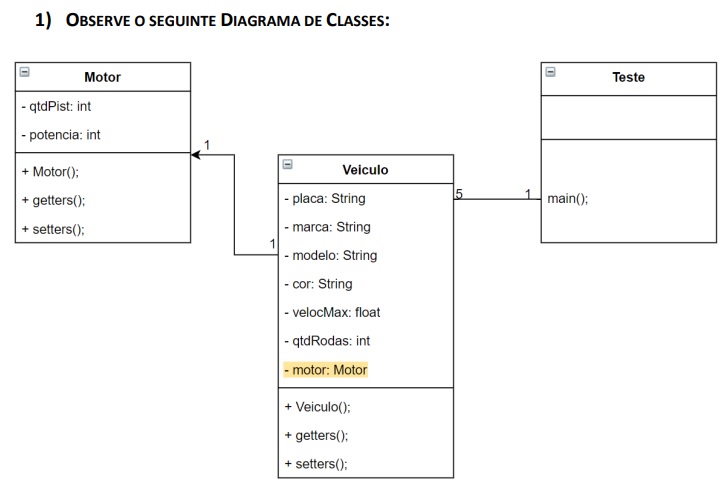 1) OBSERVE O SEGUINTE DIAGRAMA DE CLASSES:
Motor
- qtdPist: int
- potencia: int
+ Motor();
+ getters();
+ setters();
1
1
Veiculo
- placa: String
- marca: String
- modelo: String
- cor: String
- velocMax: float
- qtdRodas: int
- motor: Motor
+ Veiculo();
+ getters();
+ setters();
5
1
Teste
main();